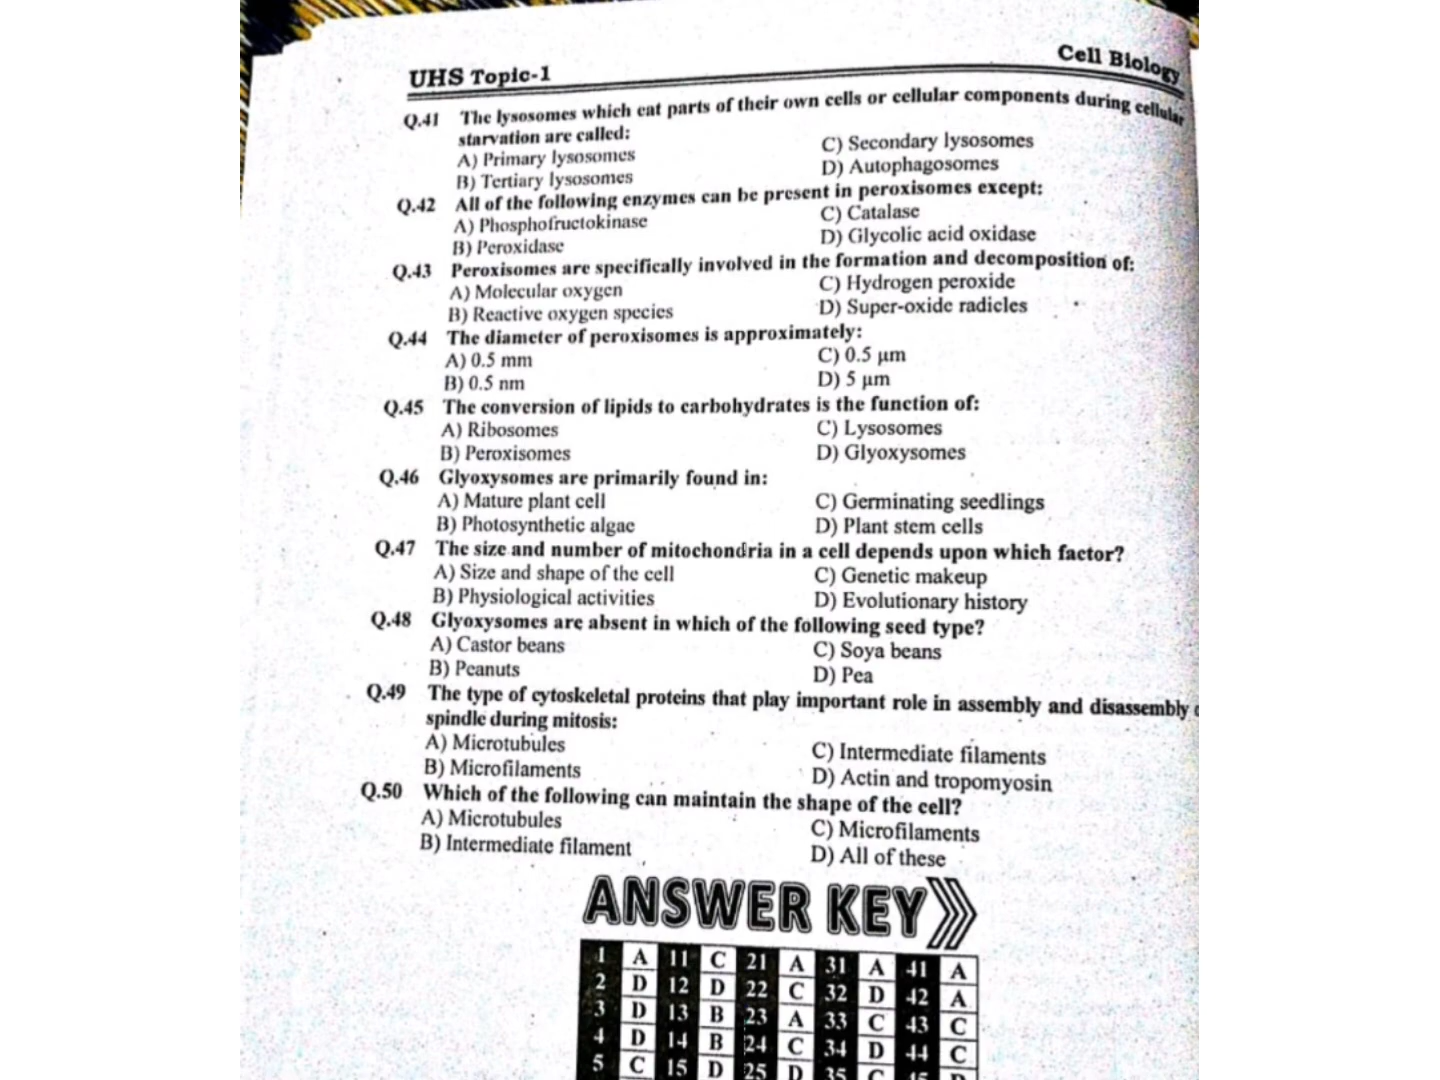 UHS Topic-1
Cell Biology
Q.41 The lysosomes which eat parts of their own cells or cellular components during cellular
starvation are called:
A) Primary lysosomes
C) Secondary lysosomes
B) Tertiary lysosomes
D) Autophagosomes
Q.42 All of the following enzymes can be present in peroxisomes except:
A) Phosphofructokinase
C) Catalase
B) Peroxidase
D) Glycolic acid oxidase
Q.43 Peroxisomes are specifically involved in the formation and decomposition of:
A) Molecular oxygen
C) Hydrogen peroxide
B) Reactive oxygen species
D) Super-oxide radicles
Q.44 The diameter of peroxisomes is approximately:
A) 0.5 mm
C) 0.5 µm
B) 0.5 nm
D) 5 µm
Q.45 The conversion of lipids to carbohydrates is the function of:
A) Ribosomes
C) Lysosomes
B) Peroxisomes
D) Glyoxysomes
Q.46 Glyoxysomes are primarily found in:
A) Mature plant cell
C) Germinating seedlings
B) Photosynthetic algae
D) Plant stem cells
Q.47 The size and number of mitochondria in a cell depends upon which factor?
A) Size and shape of the cell
C) Genetic makeup
B) Physiological activities
D) Evolutionary history
Q.48 Glyoxysomes are absent in which of the following seed type?
A) Castor beans
C) Soya beans
B) Peanuts
D) Pea
Q.49 The type of cytoskeletal proteins that play important role in assembly and disassembly
spindle during mitosis:
A) Microtubules
C) Intermediate filaments
B) Microfilaments
D) Actin and tropomyosin
Q.50 Which of the following can maintain the shape of the cell?
A) Microtubules
C) Microfilaments
B) Intermediate filament
D) All of these
ANSWER KEY
1 A 11 C 21 A 31 A 41 A
2 D 12 D 22 C 32 D 42 A
3 D 13 B 23 A 33 C 43 C
4 D 14 B 24 C 34 D 44 C
5 C 15 D 25 D 35 C